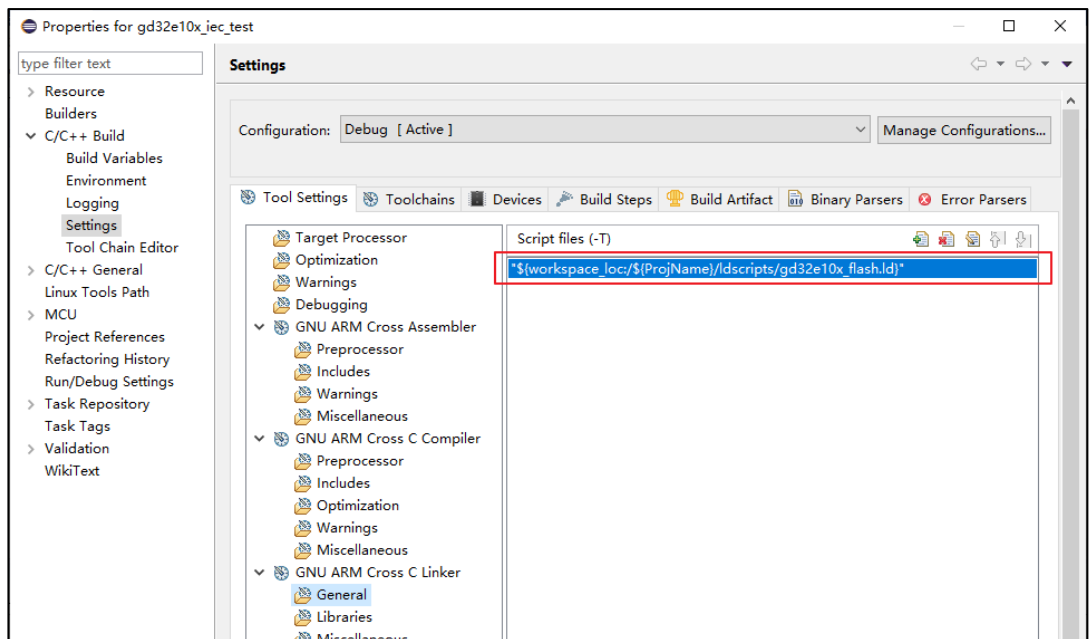 Properties for gd32e10x_iec_test
type filter text
Settings
Resource
Builders
C/C++ Build
Build Variables
Environment
Logging
Settings
Tool Chain Editor
C/C++ General
Linux Tools Path
MCU
Project References
Refactoring History
Run/Debug Settings
Task Repository
Task Tags
Validation
WikiText
Configuration: Debug [ Active ]
Manage Configurations...
Tool Settings Toolchains Devices Build Steps Build Artifact Binary Parsers Error Parsers
Target Processor
Optimization
Warnings
Debugging
GNU ARM Cross Assembler
Preprocessor
Includes
Warnings
Miscellaneous
GNU ARM Cross C Compiler
Preprocessor
Includes
Optimization
Warnings
Miscellaneous
GNU ARM Cross C Linker
General
Libraries
Miscellaneous
Script files (-T)
"${workspace_loc:/${ProjName}/ldscripts/gd32e10x_flash.ld}"